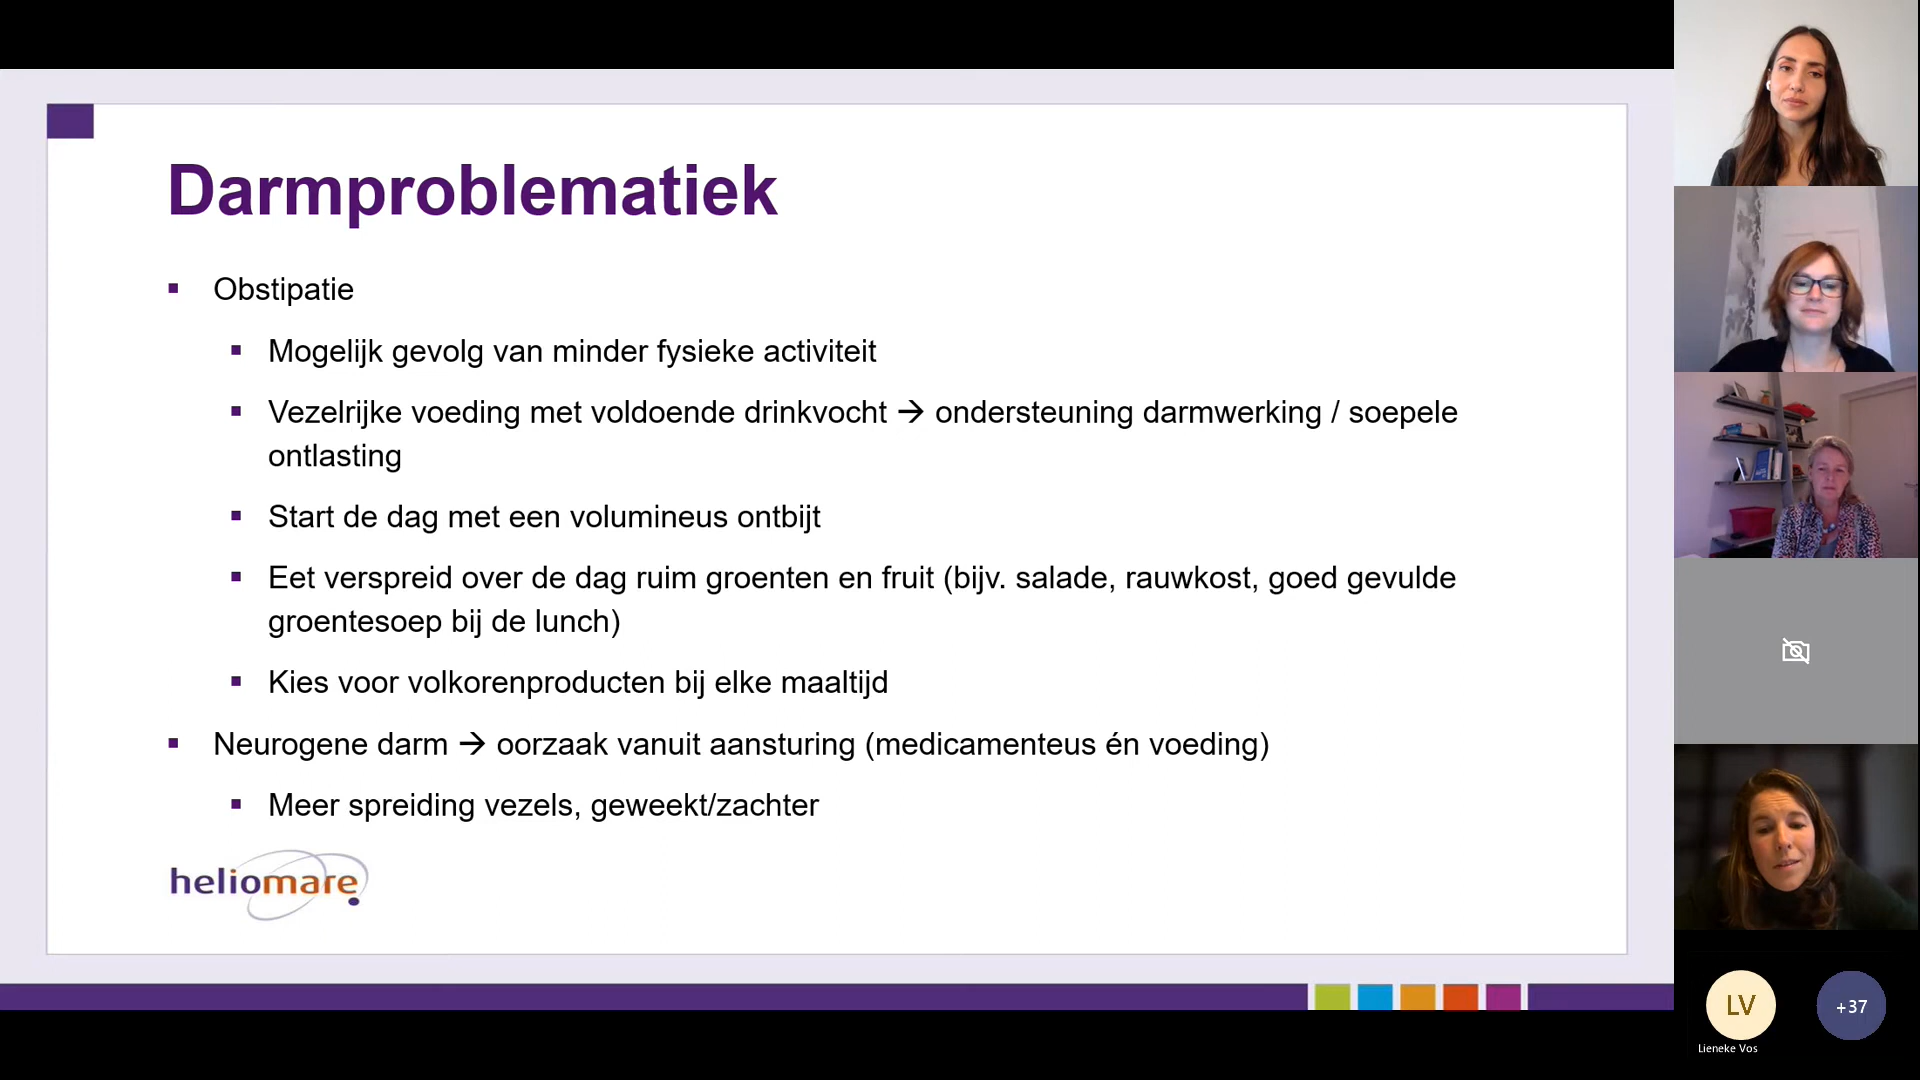 Darmproblematiek
▪ Obstipatie
▪ Mogelijk gevolg van minder fysieke activiteit
▪ Vezelrijke voeding met voldoende drinkvocht → ondersteuning darmwerking / soepele
ontlasting
▪ Start de dag met een volumineus ontbijt
▪ Eet verspreid over de dag ruim groenten en fruit (bijv. salade, rauwkost, goed gevulde
groentesoep bij de lunch)
▪ Kies voor volkorenproducten bij elke maaltijd
▪ Neurogene darm → oorzaak vanuit aansturing (medicamenteus én voeding)
▪ Meer spreiding vezels, geweekt/zachter
heliomare
LV
+37
Lieneke Vos